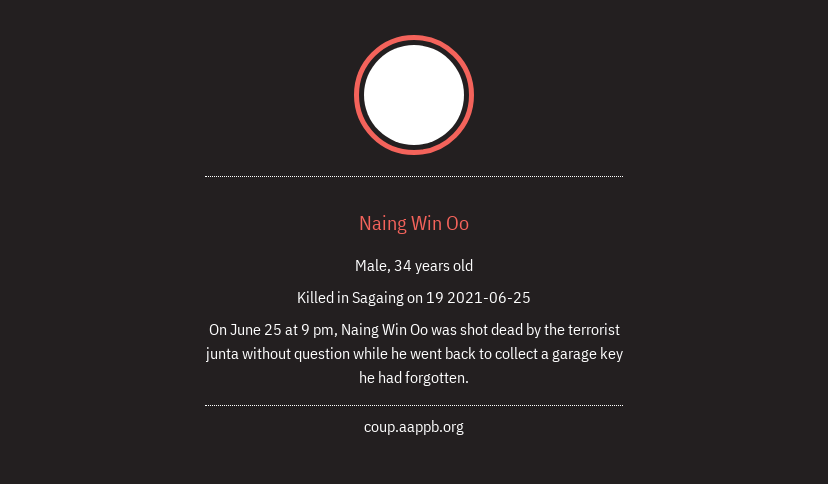 Naing Win Oo
Male, 34 years old
Killed in Sagaing on 19 2021-06-25
On June 25 at 9 pm, Naing Win Oo was shot dead by the terrorist
junta without question while he went back to collect a garage key
he had forgotten.
coup.aappb.org